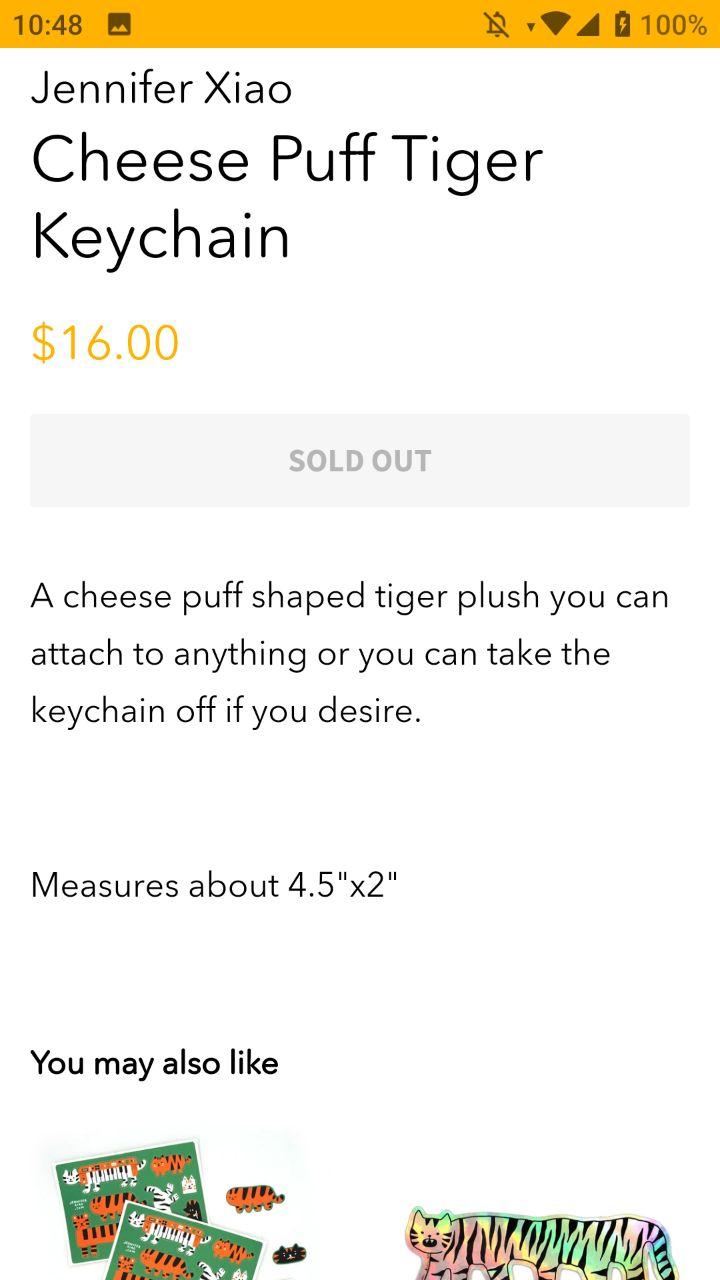 10:48
100%
Jennifer Xiao
Cheese Puff Tiger
Keychain
$16.00
SOLD OUT
A cheese puff shaped tiger plush you can
attach to anything or you can take the
keychain off if you desire.
Measures about 4.5"x2"
You may also like